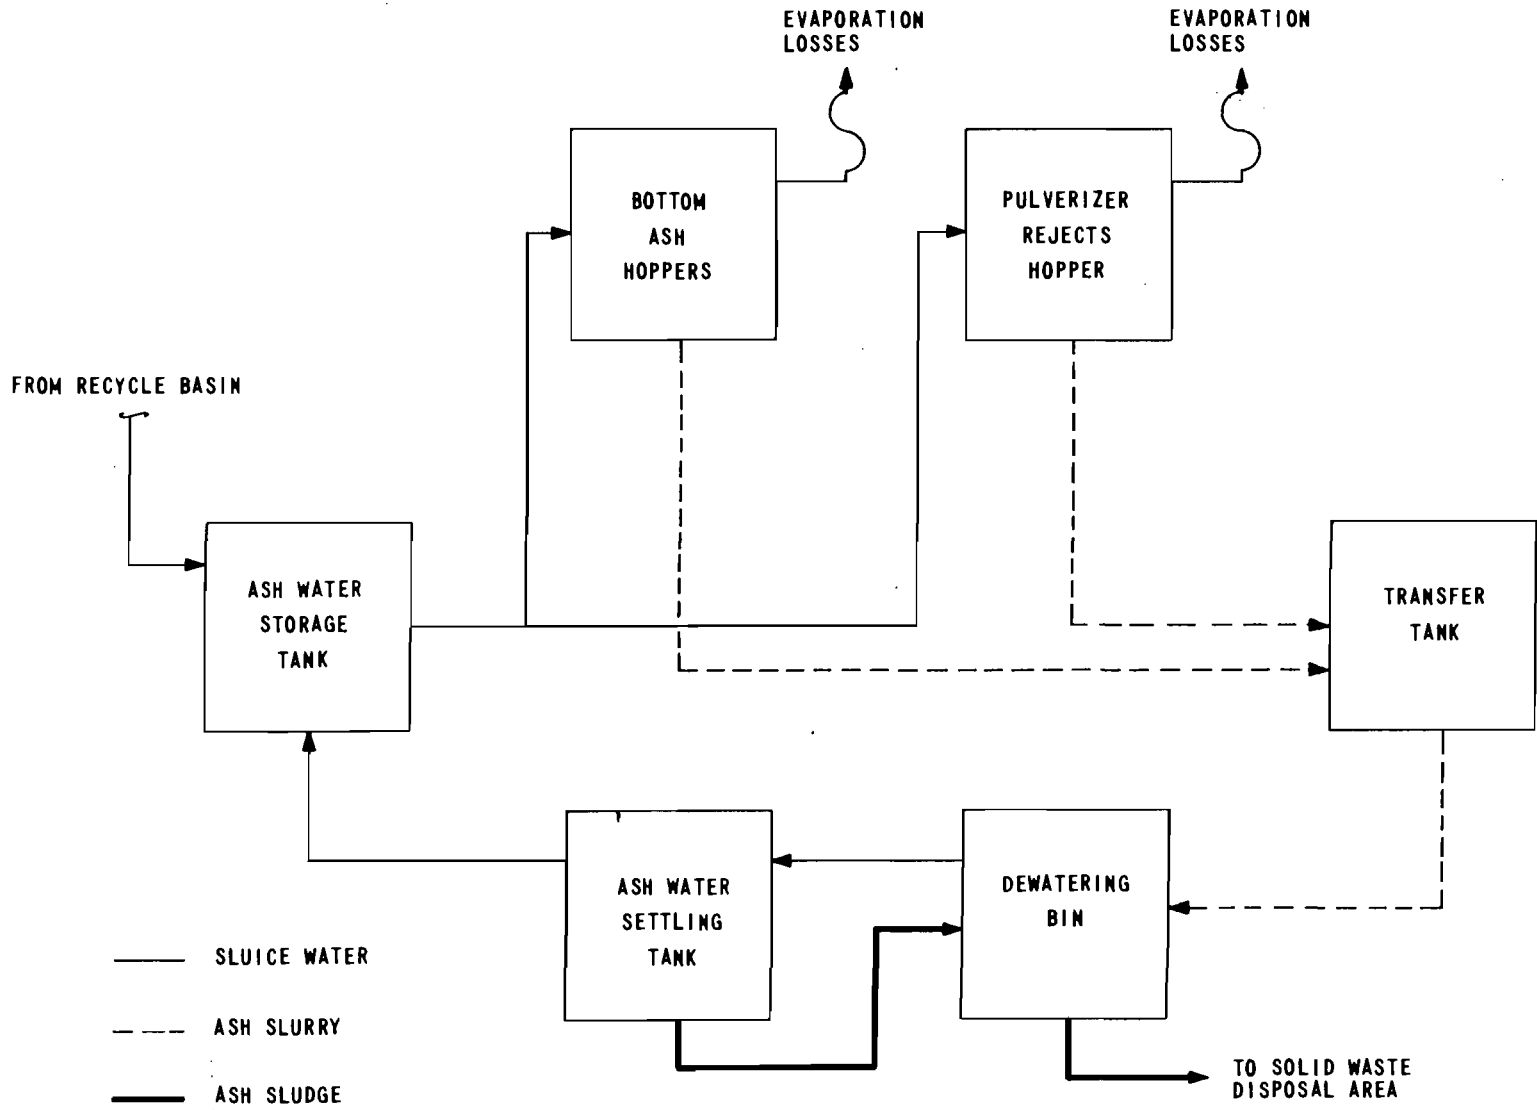 EVAPORATION
LOSSES
EVAPORATION
LOSSES
BOTTOM
ASH
HOPPERS
PULVERIZER
REJECTS
HOPPER
FROM RECYCLE BASIN
ASH WATER
STORAGE
TANK
TRANSFER
TANK
ASH WATER
SETTLING
TANK
DEWATERING
BIN
SLUICE WATER
ASH SLURRY
ASH SLUDGE
TO SOLID WASTE
DISPOSAL AREA